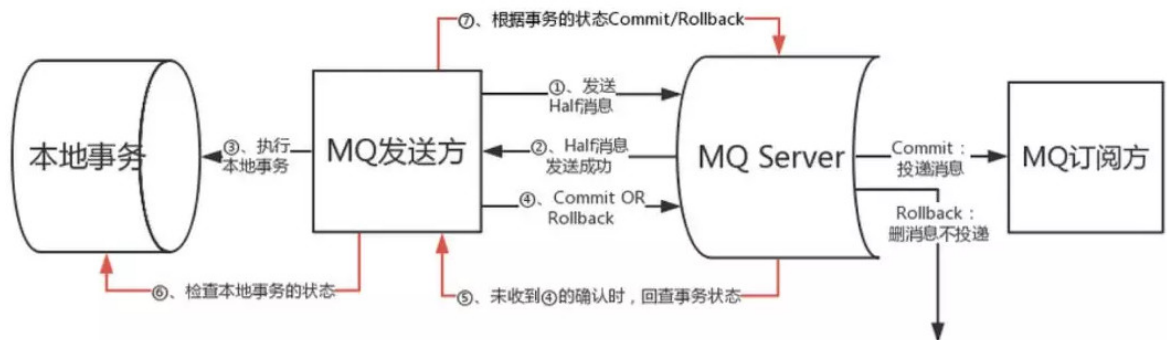 ⑦、根据事务的状态Commit/Rollback
①、发送
Half消息
本地事务
③、执行
本地事务
MQ发送方
②、Half消息
发送成功
MQ Server
Commit：
投递消息
MQ订阅方
④、Commit OR
Rollback
Rollback：
删消息不投递
⑥、检查本地事务的状态
⑤、未收到④的确认时，回查事务状态